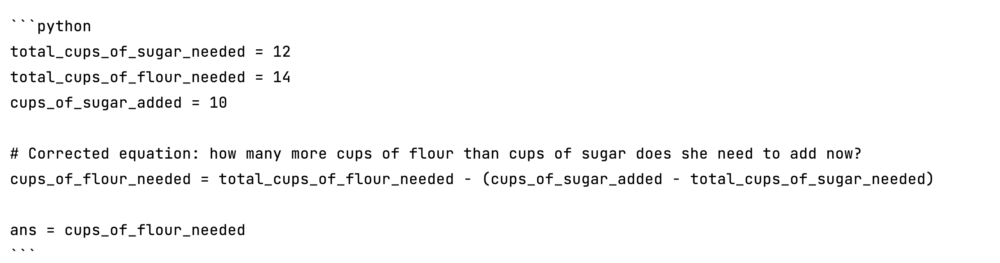 ```python
total_cups_of_sugar_needed = 12
total_cups_of_flour_needed = 14
cups_of_sugar_added = 10

# Corrected equation: how many more cups of flour than cups of sugar does she need to add now?
cups_of_flour_needed = total_cups_of_flour_needed - (cups_of_sugar_added - total_cups_of_sugar_needed)

ans = cups_of_flour_needed
```